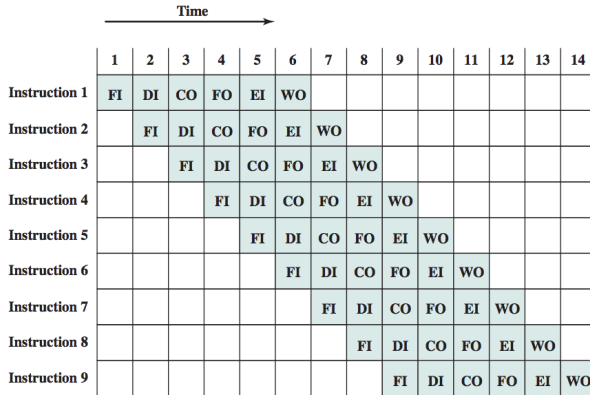 Time
1 2 3 4 5 6 7 8 9 10 11 12 13 14
Instruction 1 FI DI CO FO EI WO
Instruction 2 FI DI CO FO EI WO
Instruction 3 FI DI CO FO EI WO
Instruction 4 FI DI CO FO EI WO
Instruction 5 FI DI CO FO EI WO
Instruction 6 FI DI CO FO EI WO
Instruction 7 FI DI CO FO EI WO
Instruction 8 FI DI CO FO EI WO
Instruction 9 FI DI CO FO EI WO